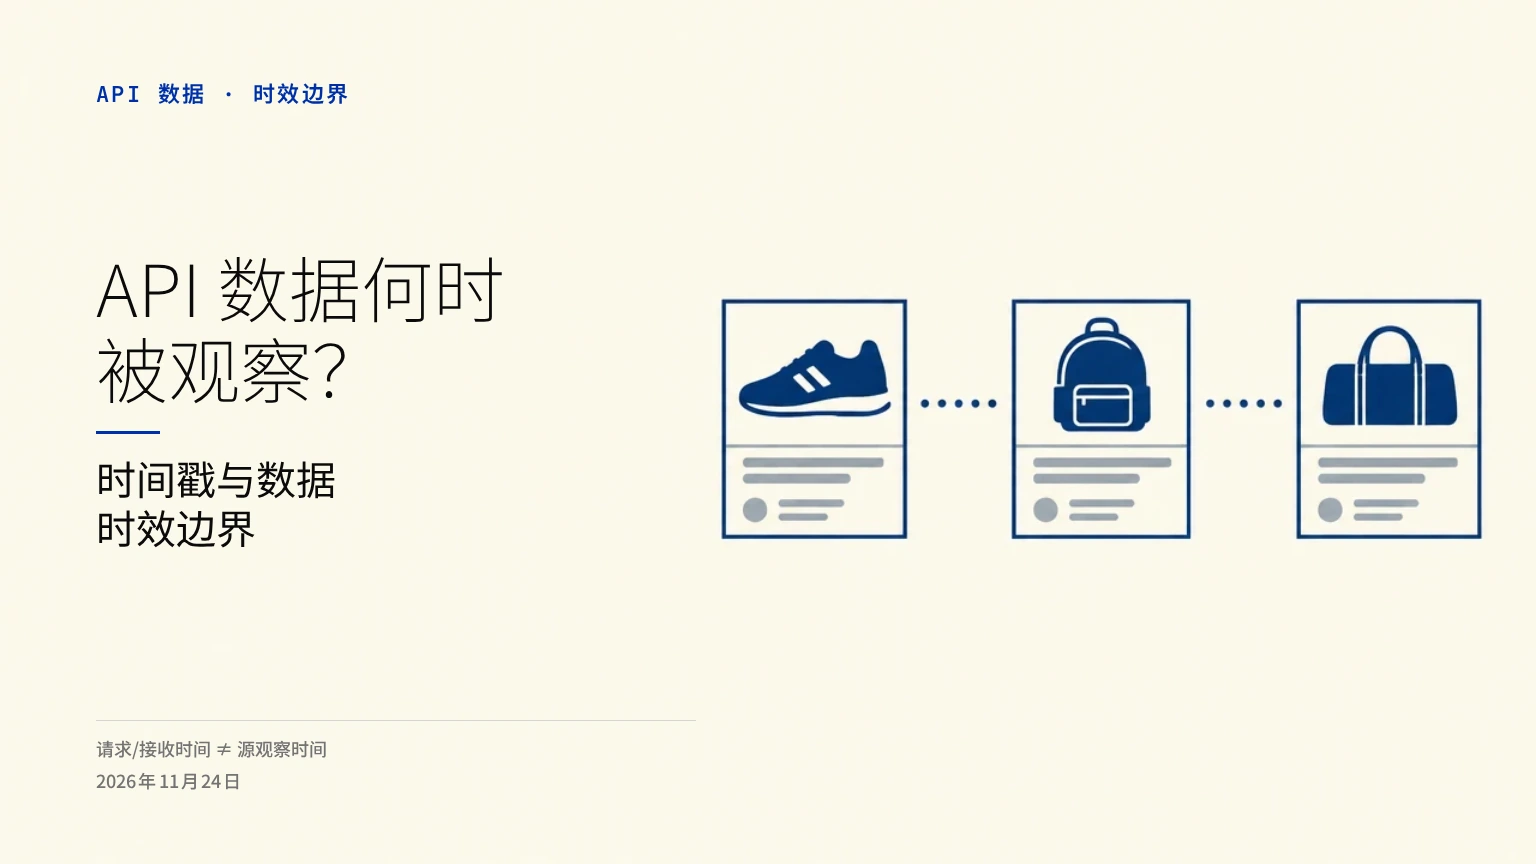 API 数据 · 时效边界
API 数据何时
被观察？
时间戳与数据
时效边界
请求/接收时间 ≠ 源观察时间
2026年11月24日